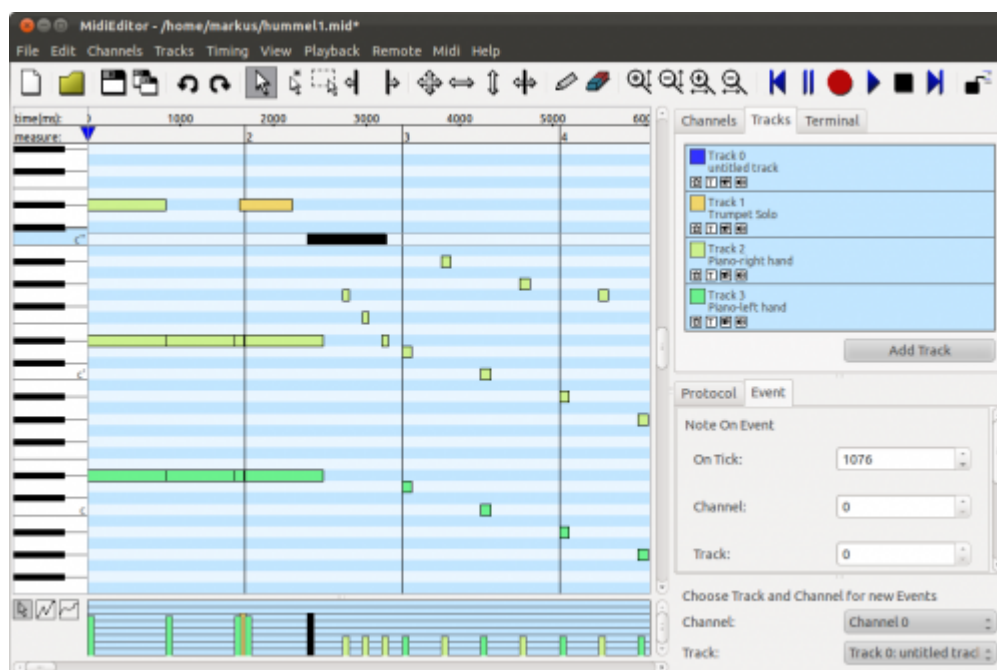 MidiEditor - /home/markus/hummel1.mid*
File Edit Channels Tracks Timing View Playback Remote Midi Help
time(ms): 1000 2000 3000 4000 5000 600
measure: 2 3 4
Channels Tracks Terminal
Track 0
untitled track
Track 1
Trumpet Solo
Track 2
Piano-right hand
Track 3
Piano-left hand
Add Track
c''
c'
c
Protocol Event
Note On Event
On Tick: 1076
Channel: 0
Track: 0
Choose Track and Channel for new Events
Channel: Channel 0
Track: Track 0: untitled trac